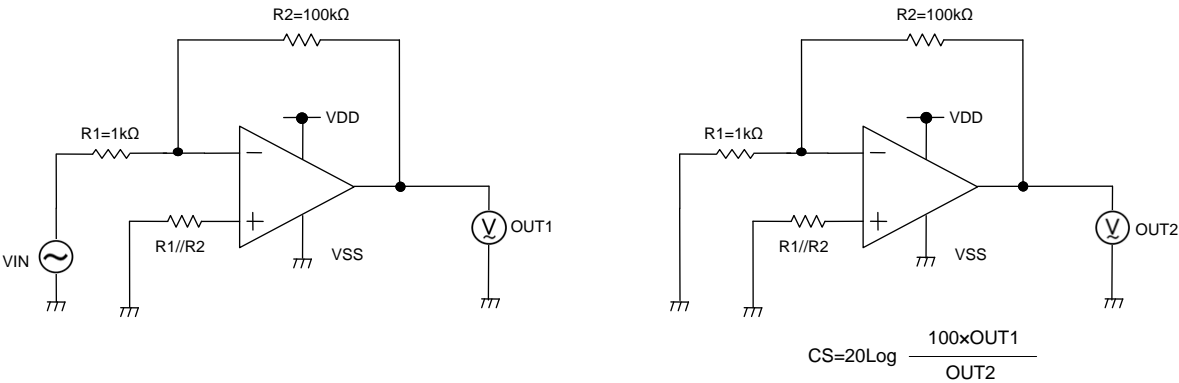 R2=100kΩ
VDD
R1=1kΩ
R1//R2
VSS
VIN
OUT1
R2=100kΩ
VDD
R1=1kΩ
R1//R2
VSS
OUT2
CS=20Log 100×OUT1
OUT2